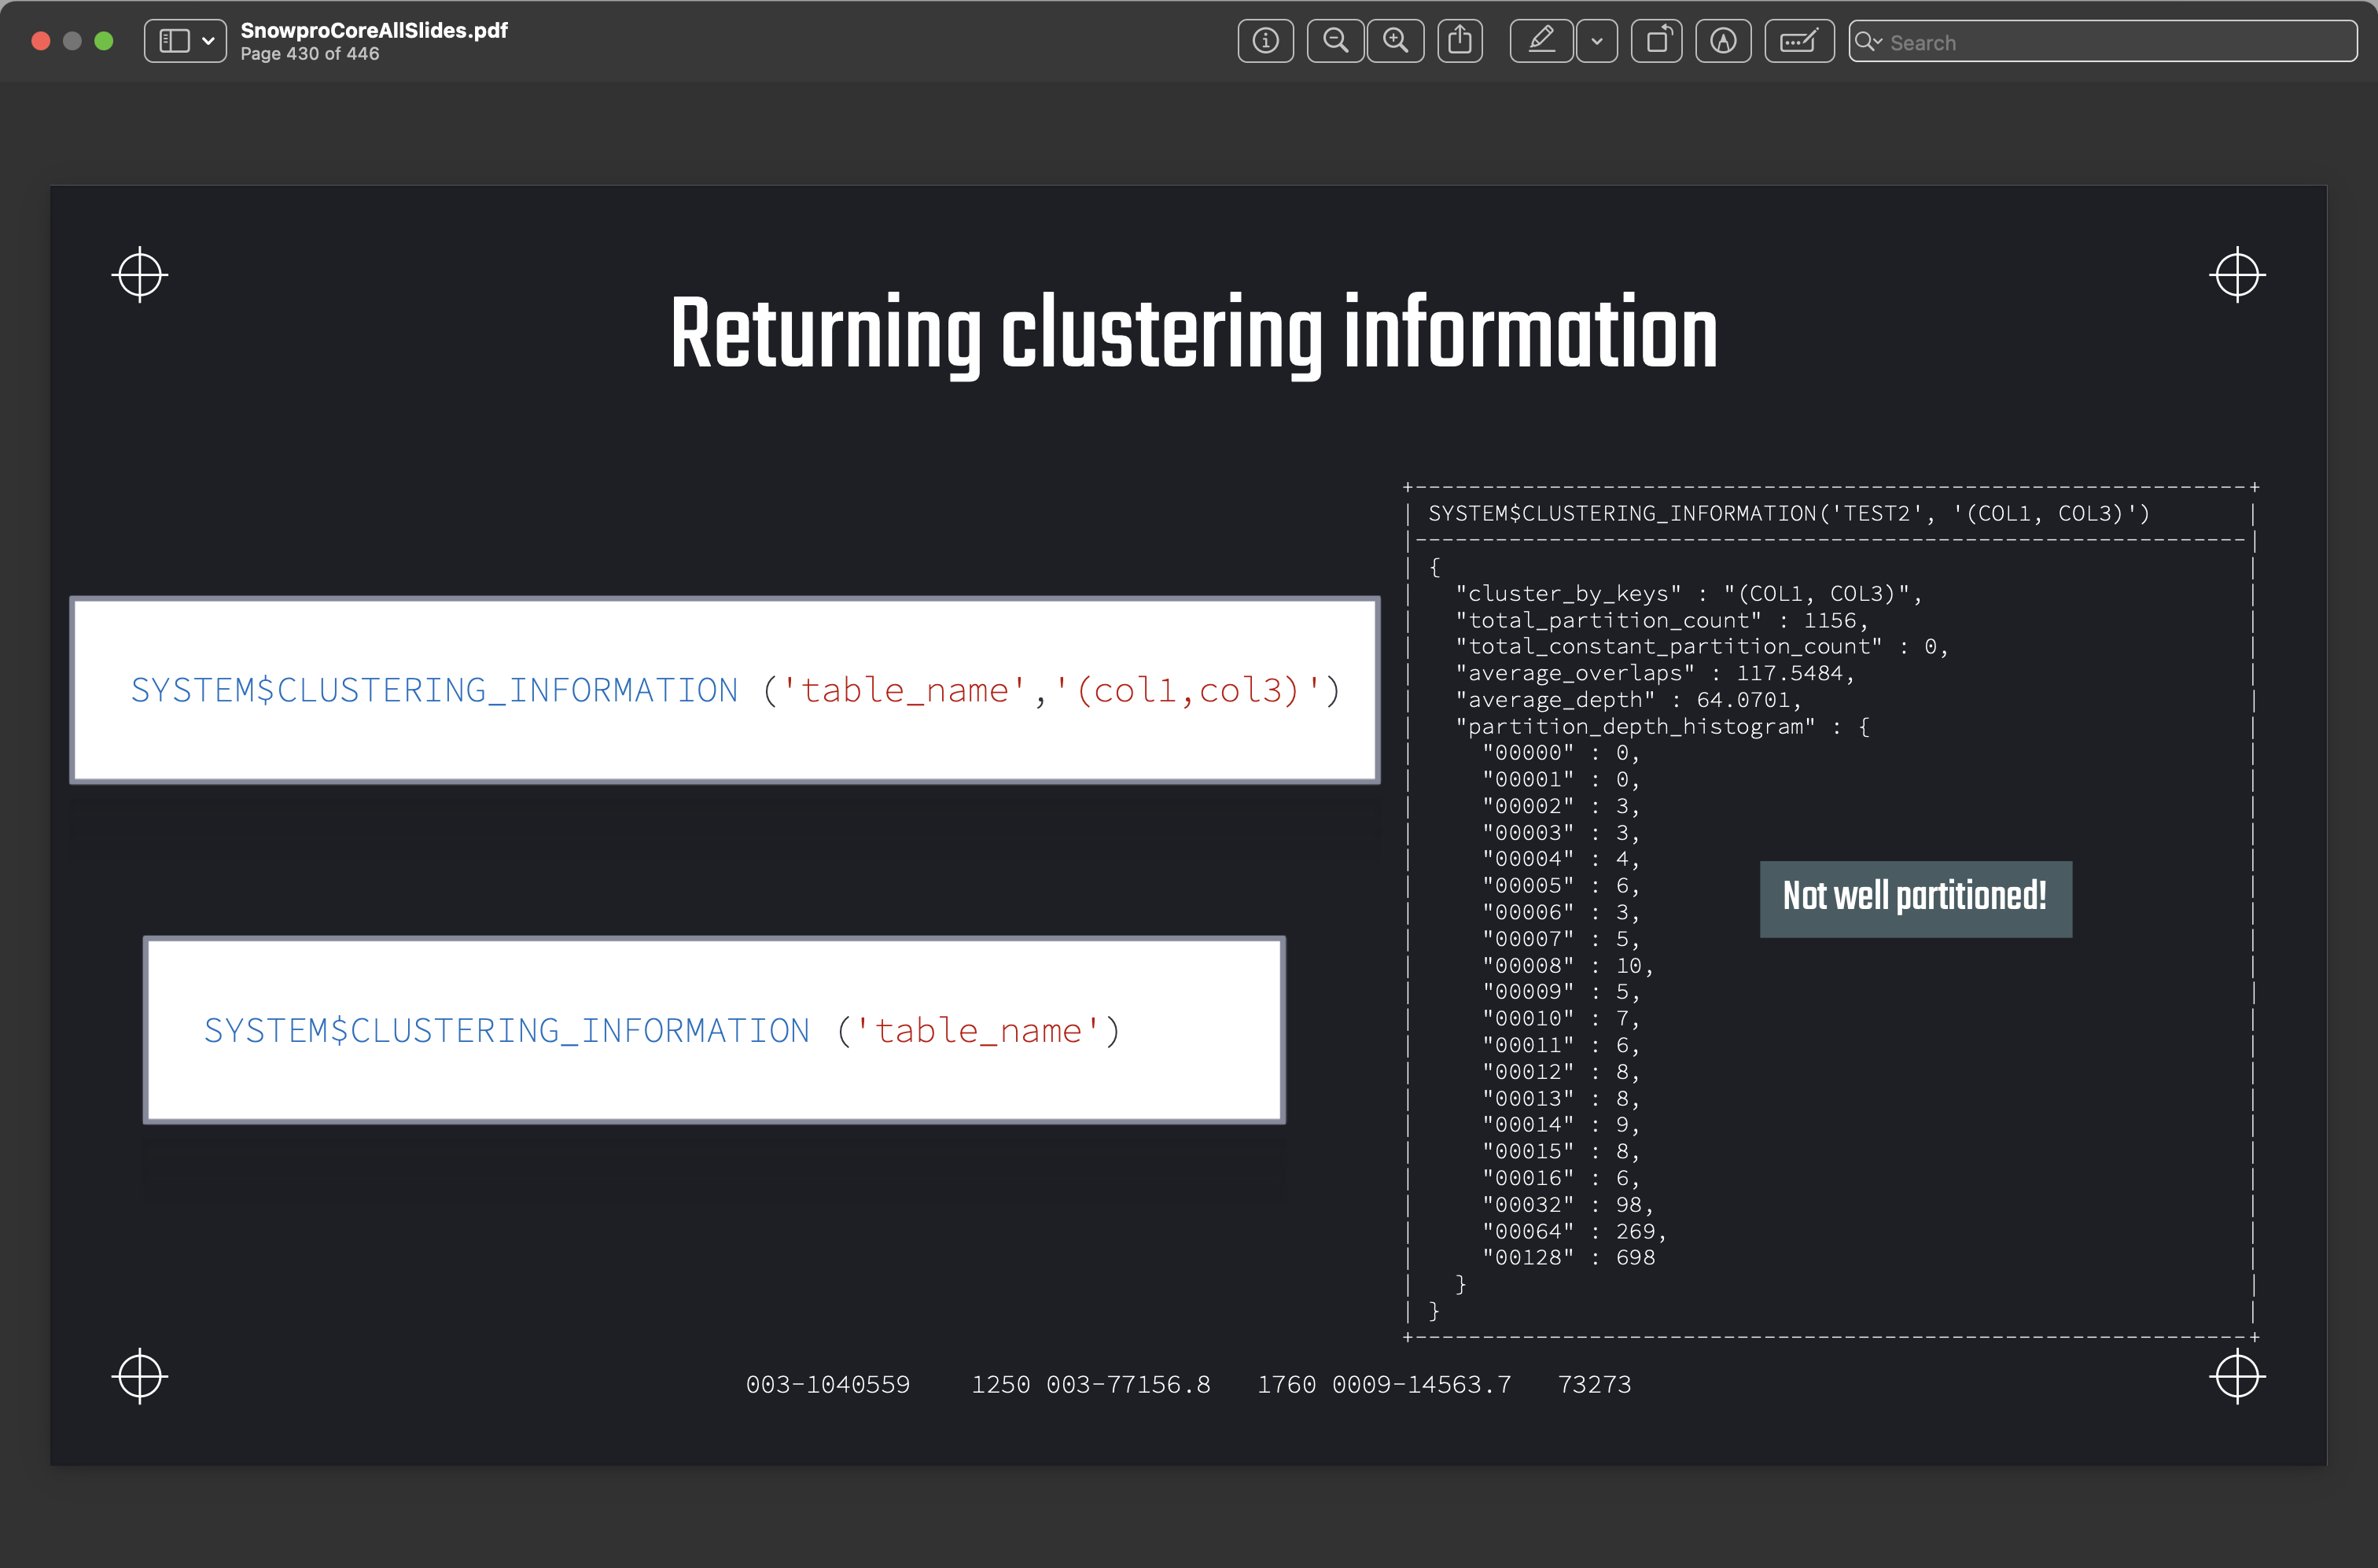 SnowproCoreAllSlides.pdf
Page 430 of 446
Search
Returning clustering information
SYSTEM$CLUSTERING_INFORMATION ('table_name','(col1,col3)')
SYSTEM$CLUSTERING_INFORMATION ('table_name')
SYSTEM$CLUSTERING_INFORMATION('TEST2', '(COL1, COL3)')
{
"cluster_by_keys" : "(COL1, COL3)",
"total_partition_count" : 1156,
"total_constant_partition_count" : 0,
"average_overlaps" : 117.5484,
"average_depth" : 64.0701,
"partition_depth_histogram" : {
"00000" : 0,
"00001" : 0,
"00002" : 3,
"00003" : 3,
"00004" : 4,
"00005" : 6,
"00006" : 3,
"00007" : 5,
"00008" : 10,
"00009" : 5,
"00010" : 7,
"00011" : 6,
"00012" : 8,
"00013" : 8,
"00014" : 9,
"00015" : 8,
"00016" : 6,
"00032" : 98,
"00064" : 269,
"00128" : 698
}
}
Not well partitioned!
003-1040559 1250 003-77156.8 1760 0009-14563.7 73273